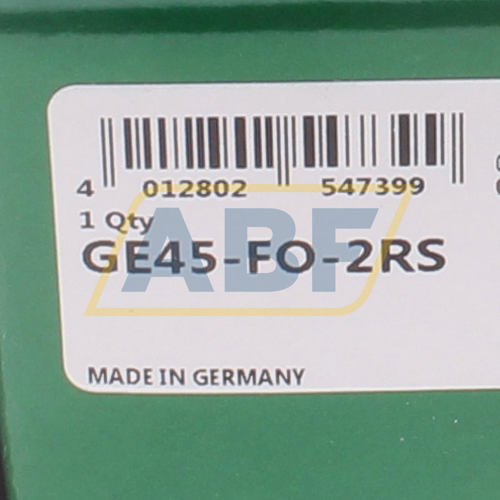 4 012802 547399
1 Qty
GE45-FO-2RS
ABF
MADE IN GERMANY